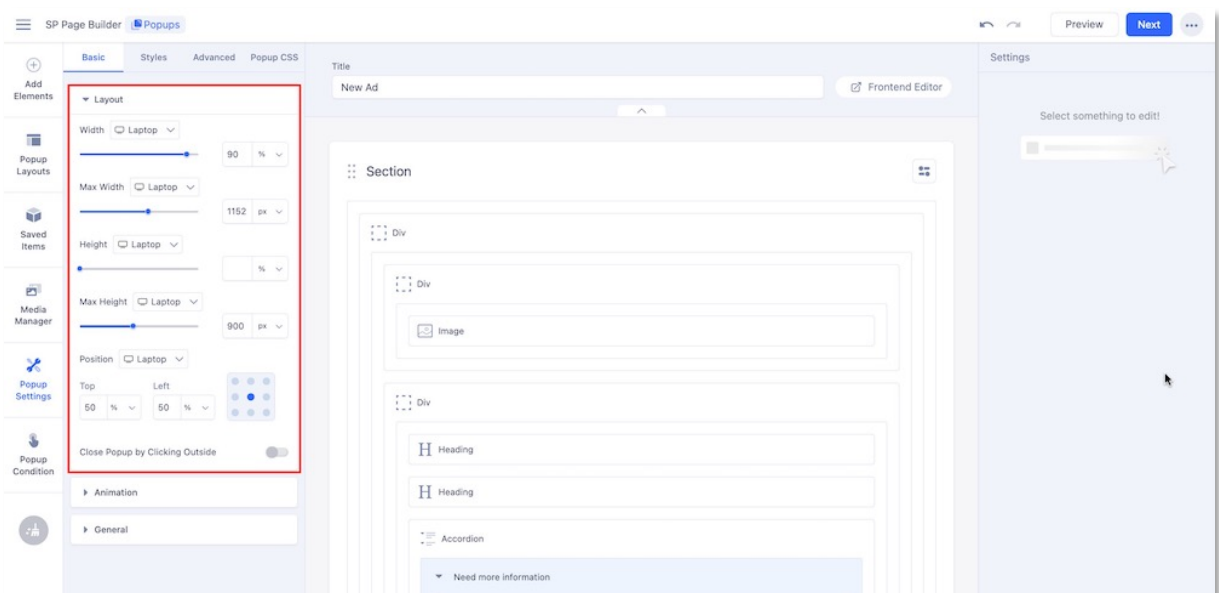 SP Page Builder Popups
Preview Next
Add
Elements
Popup
Layouts
Saved
Items
Media
Manager
Popup
Settings
Popup
Condition
Basic Styles Advanced Popup CSS
Layout
Width Laptop
90 %
Max Width Laptop
1152 px
Height Laptop
%
Max Height Laptop
900 px
Position Laptop
Top Left
50 % 50 %
Close Popup by Clicking Outside
Animation
General
Title
New Ad Frontend Editor
Section
Div
Div
Image
Div
H Heading
H Heading
Accordion
Need more information
Settings
Select something to edit!